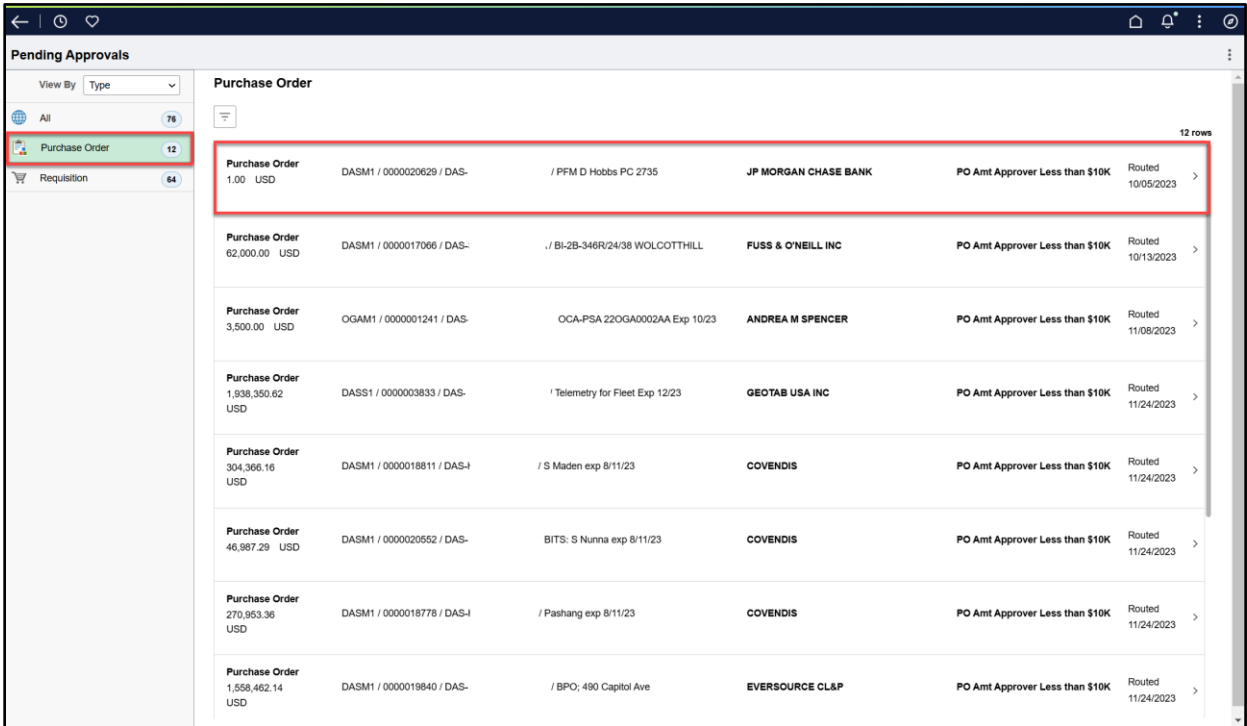 Pending Approvals
View By Type
All 76
Purchase Order 12
Requisition 64
Purchase Order
12 rows
Purchase Order
1.00 USD
DASM1 / 0000020629 / DAS-
/ PFM D Hobbs PC 2735
JP MORGAN CHASE BANK
PO Amt Approver Less than $10K
Routed
10/05/2023
Purchase Order
62,000.00 USD
DASM1 / 0000017066 / DAS-
/ BI-2B-346R/24/38 WOLCOTTHILL
FUSS & O'NEILL INC
PO Amt Approver Less than $10K
Routed
10/13/2023
Purchase Order
3,500.00 USD
OGAM1 / 0000001241 / DAS-
OCA-PSA 22OGA0002AA Exp 10/23
ANDREA M SPENCER
PO Amt Approver Less than $10K
Routed
11/08/2023
Purchase Order
1,938,350.62
USD
DASS1 / 0000003833 / DAS-
/ Telemetry for Fleet Exp 12/23
GEOTAB USA INC
PO Amt Approver Less than $10K
Routed
11/24/2023
Purchase Order
304,366.16
USD
DASM1 / 0000018811 / DAS-
/ S Maden exp 8/11/23
COVENDIS
PO Amt Approver Less than $10K
Routed
11/24/2023
Purchase Order
46,987.29 USD
DASM1 / 0000020552 / DAS-
BITS: S Nunna exp 8/11/23
COVENDIS
PO Amt Approver Less than $10K
Routed
11/24/2023
Purchase Order
270,953.36
USD
DASM1 / 0000018778 / DAS-
/ Pashang exp 8/11/23
COVENDIS
PO Amt Approver Less than $10K
Routed
11/24/2023
Purchase Order
1,558,462.14
USD
DASM1 / 0000019840 / DAS-
/ BPO; 490 Capitol Ave
EVERSOURCE CL&P
PO Amt Approver Less than $10K
Routed
11/24/2023